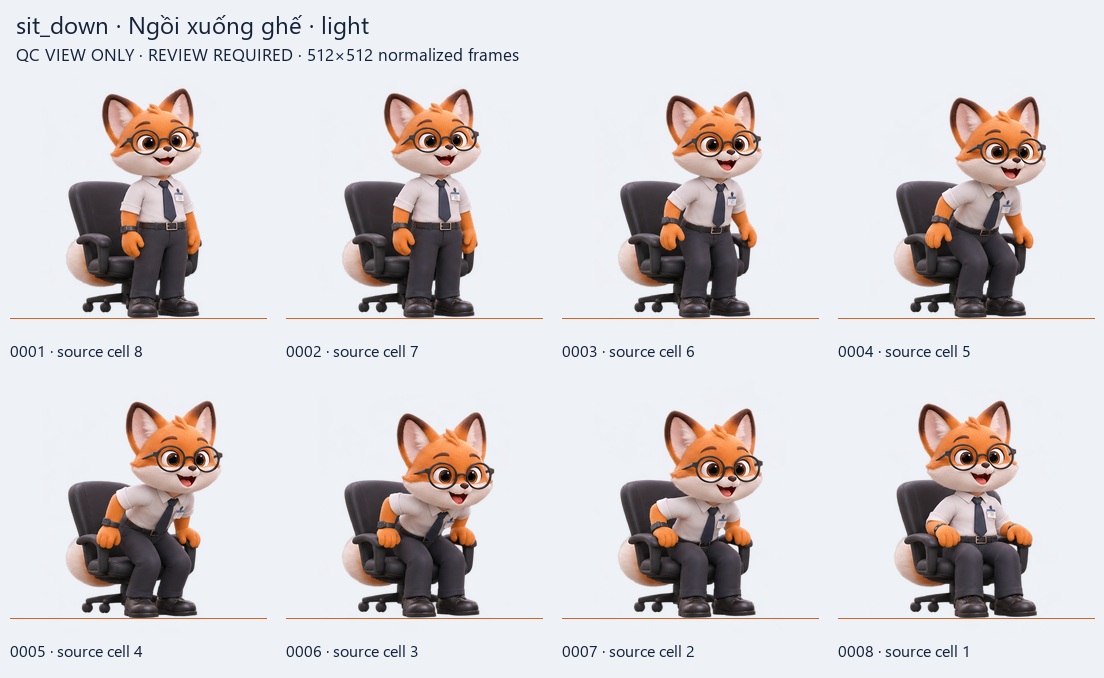 sit_down · Ngồi xuống ghế · light
QC VIEW ONLY · REVIEW REQUIRED · 512×512 normalized frames
0001 · source cell 8
0002 · source cell 7
0003 · source cell 6
0004 · source cell 5
0005 · source cell 4
0006 · source cell 3
0007 · source cell 2
0008 · source cell 1